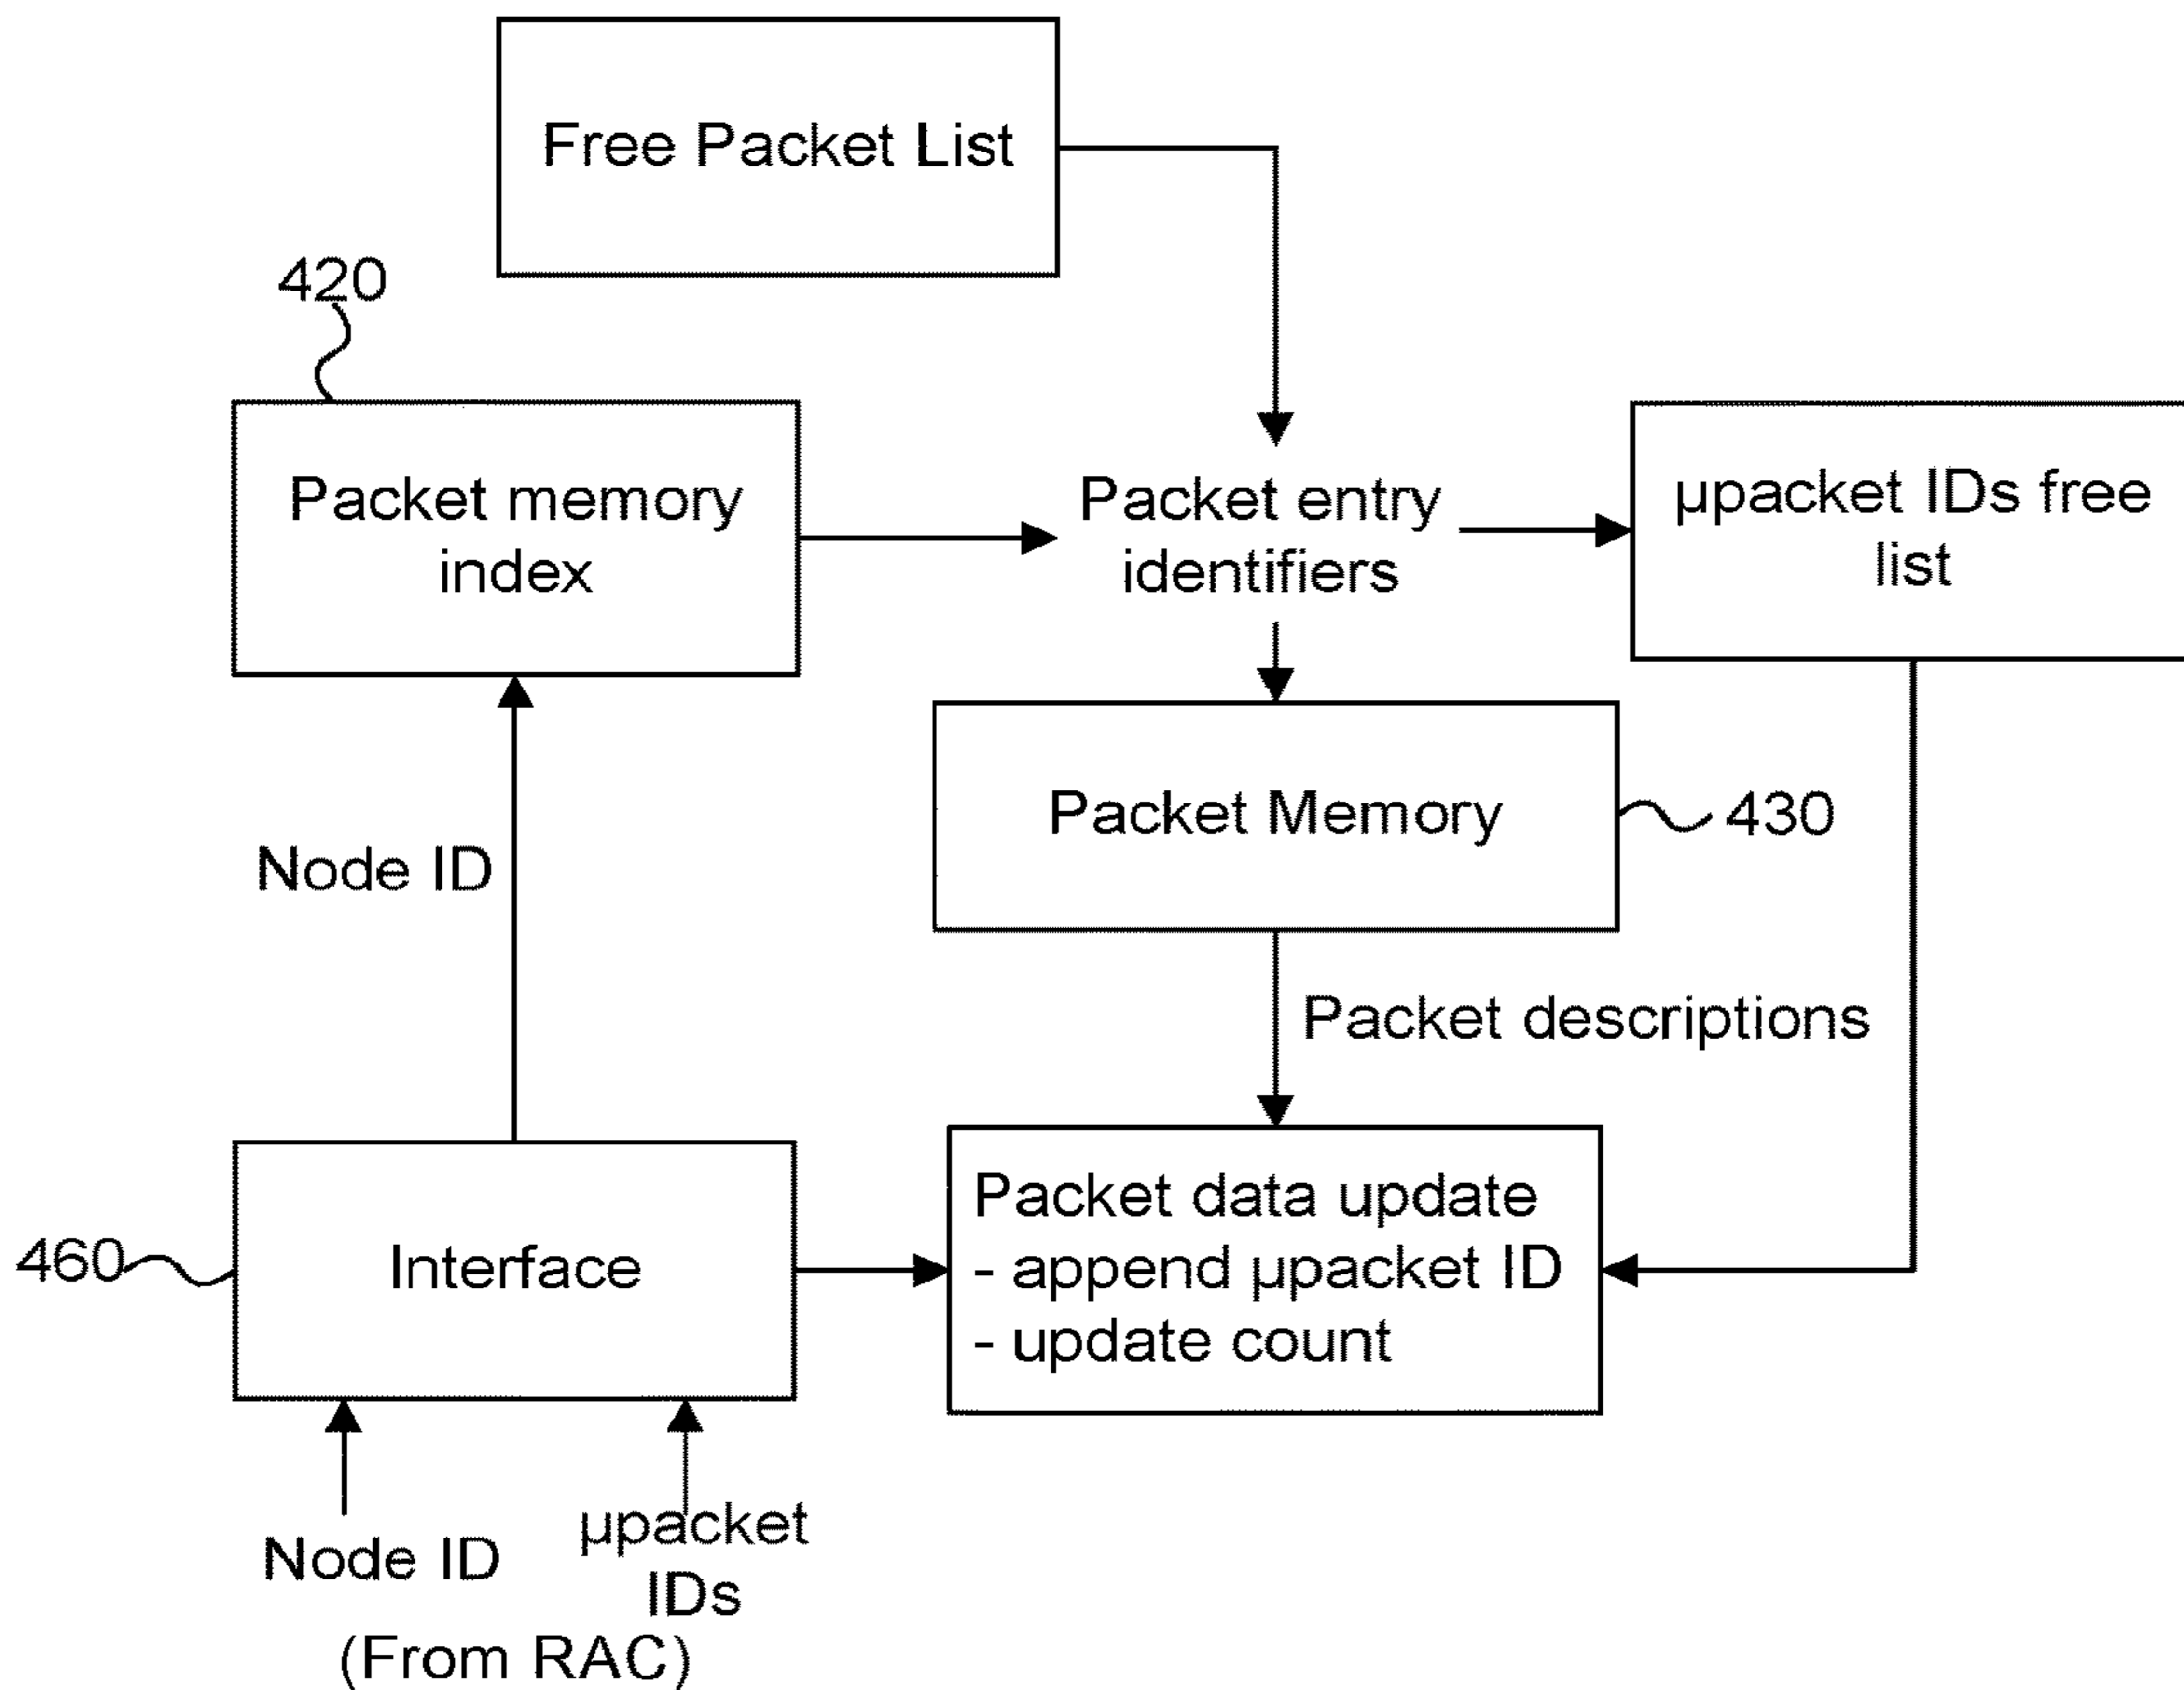 Free Packet List
420
Packet memory
index
Packet entry
identifiers
µpacket IDs free
list
Packet Memory
430
Node ID
Packet descriptions
460
Interface
Packet data update
- append µpacket ID
- update count
Node ID
µpacket
IDs
(From RAC)